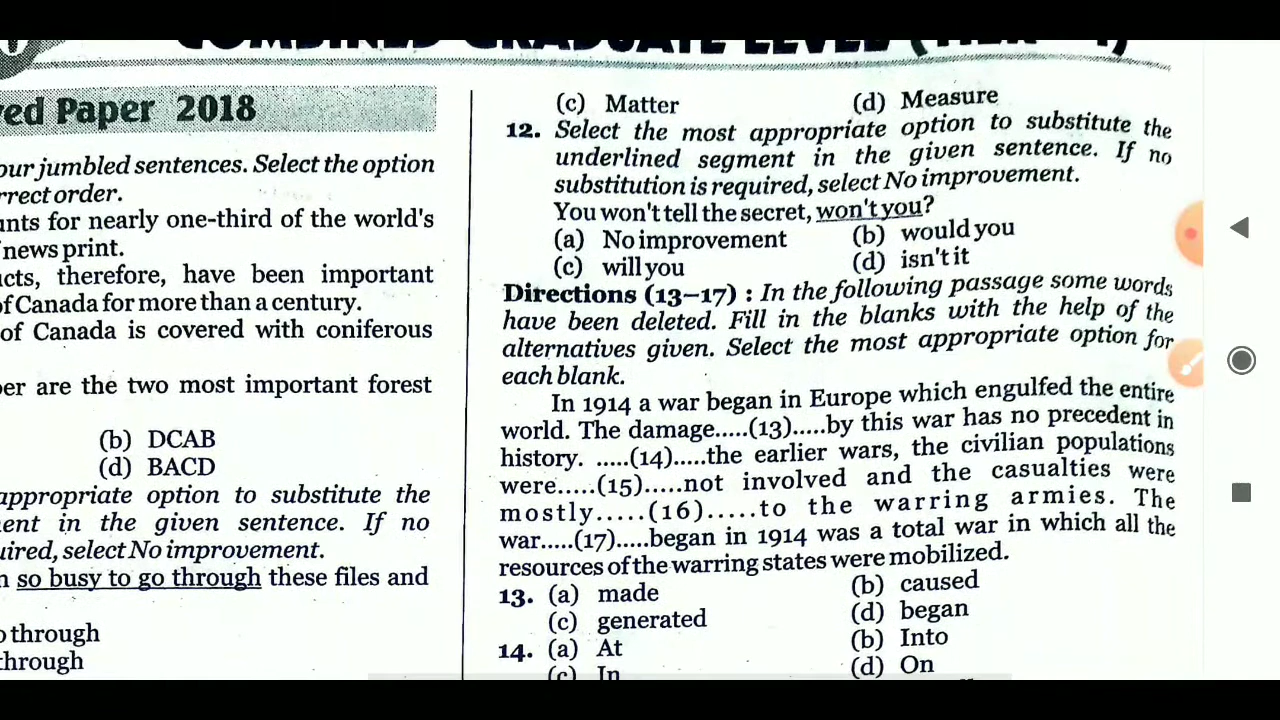 COMBINED GRADUATE LEVEL (TIER – I)
ed Paper 2018
our jumbled sentences. Select the option
rrect order.
unts for nearly one-third of the world's
news print.
ucts, therefore, have been important
of Canada for more than a century.
of Canada is covered with coniferous
per are the two most important forest
(b) DCAB
(d) BACD
appropriate option to substitute the
ent in the given sentence. If no
uired, select No improvement.
so busy to go through these files and
o through
through
(c) Matter (d) Measure
12. Select the most appropriate option to substitute the
underlined segment in the given sentence. If no
substitution is required, select No improvement.
You won't tell the secret, won't you?
(a) No improvement (b) would you
(c) will you (d) isn't it
Directions (13–17) : In the following passage some words
have been deleted. Fill in the blanks with the help of the
alternatives given. Select the most appropriate option for
each blank.
In 1914 a war began in Europe which engulfed the entire
world. The damage.....(13).....by this war has no precedent in
history. .....(14).....the earlier wars, the civilian populations
were.....(15).....not involved and the casualties were
mostly.....(16).....to the warring armies. The
war.....(17).....began in 1914 was a total war in which all the
resources of the warring states were mobilized.
13. (a) made (b) caused
(c) generated (d) began
14. (a) At (b) Into
(c) In (d) On